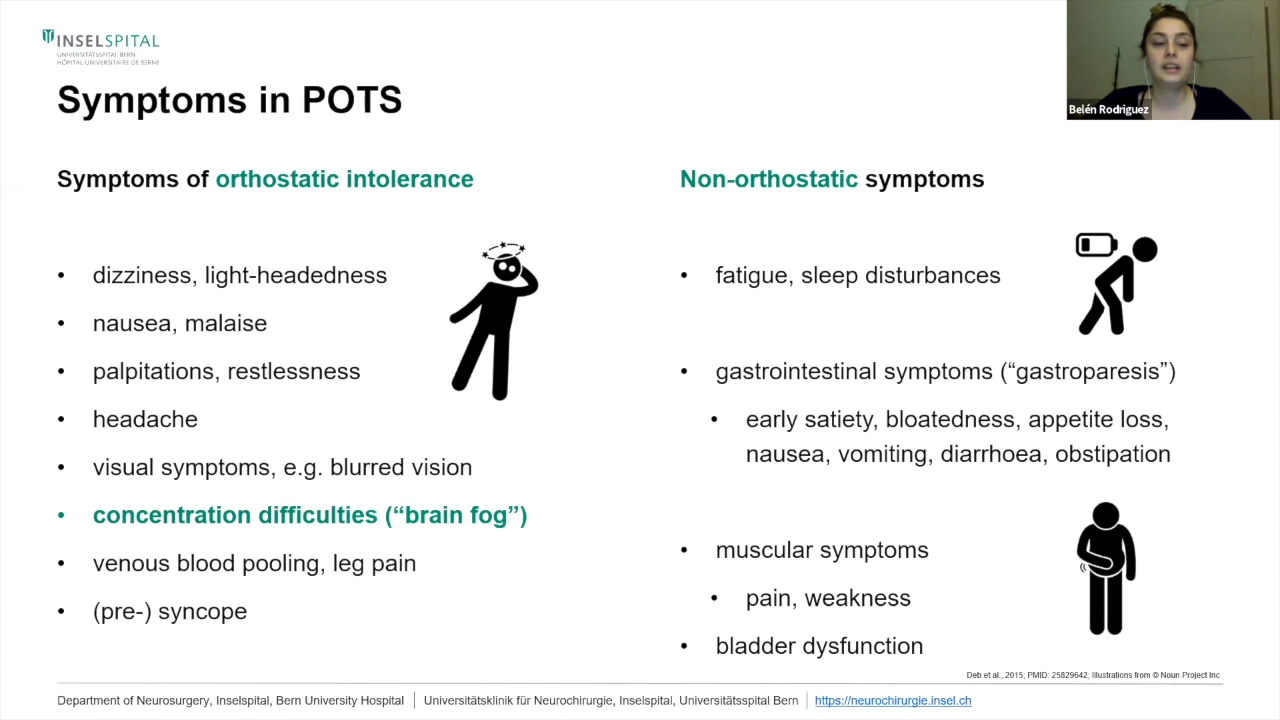 INSELSPITAL
UNIVERSITÄTSSPITAL BERN
HÔPITAL UNIVERSITAIRE DE BERNE
Belén Rodriguez
Symptoms in POTS
Symptoms of orthostatic intolerance
• dizziness, light-headedness
• nausea, malaise
• palpitations, restlessness
• headache
• visual symptoms, e.g. blurred vision
• concentration difficulties (“brain fog”)
• venous blood pooling, leg pain
• (pre-) syncope
Non-orthostatic symptoms
• fatigue, sleep disturbances
• gastrointestinal symptoms (“gastroparesis”)
• early satiety, bloatedness, appetite loss,
nausea, vomiting, diarrhoea, obstipation
• muscular symptoms
• pain, weakness
• bladder dysfunction
Deb et al., 2015; PMID: 25829642; Illustrations from © Noun Project Inc
Department of Neurosurgery, Inselspital, Bern University Hospital | Universitätsklinik für Neurochirurgie, Inselspital, Universitätsspital Bern | https://neurochirurgie.insel.ch